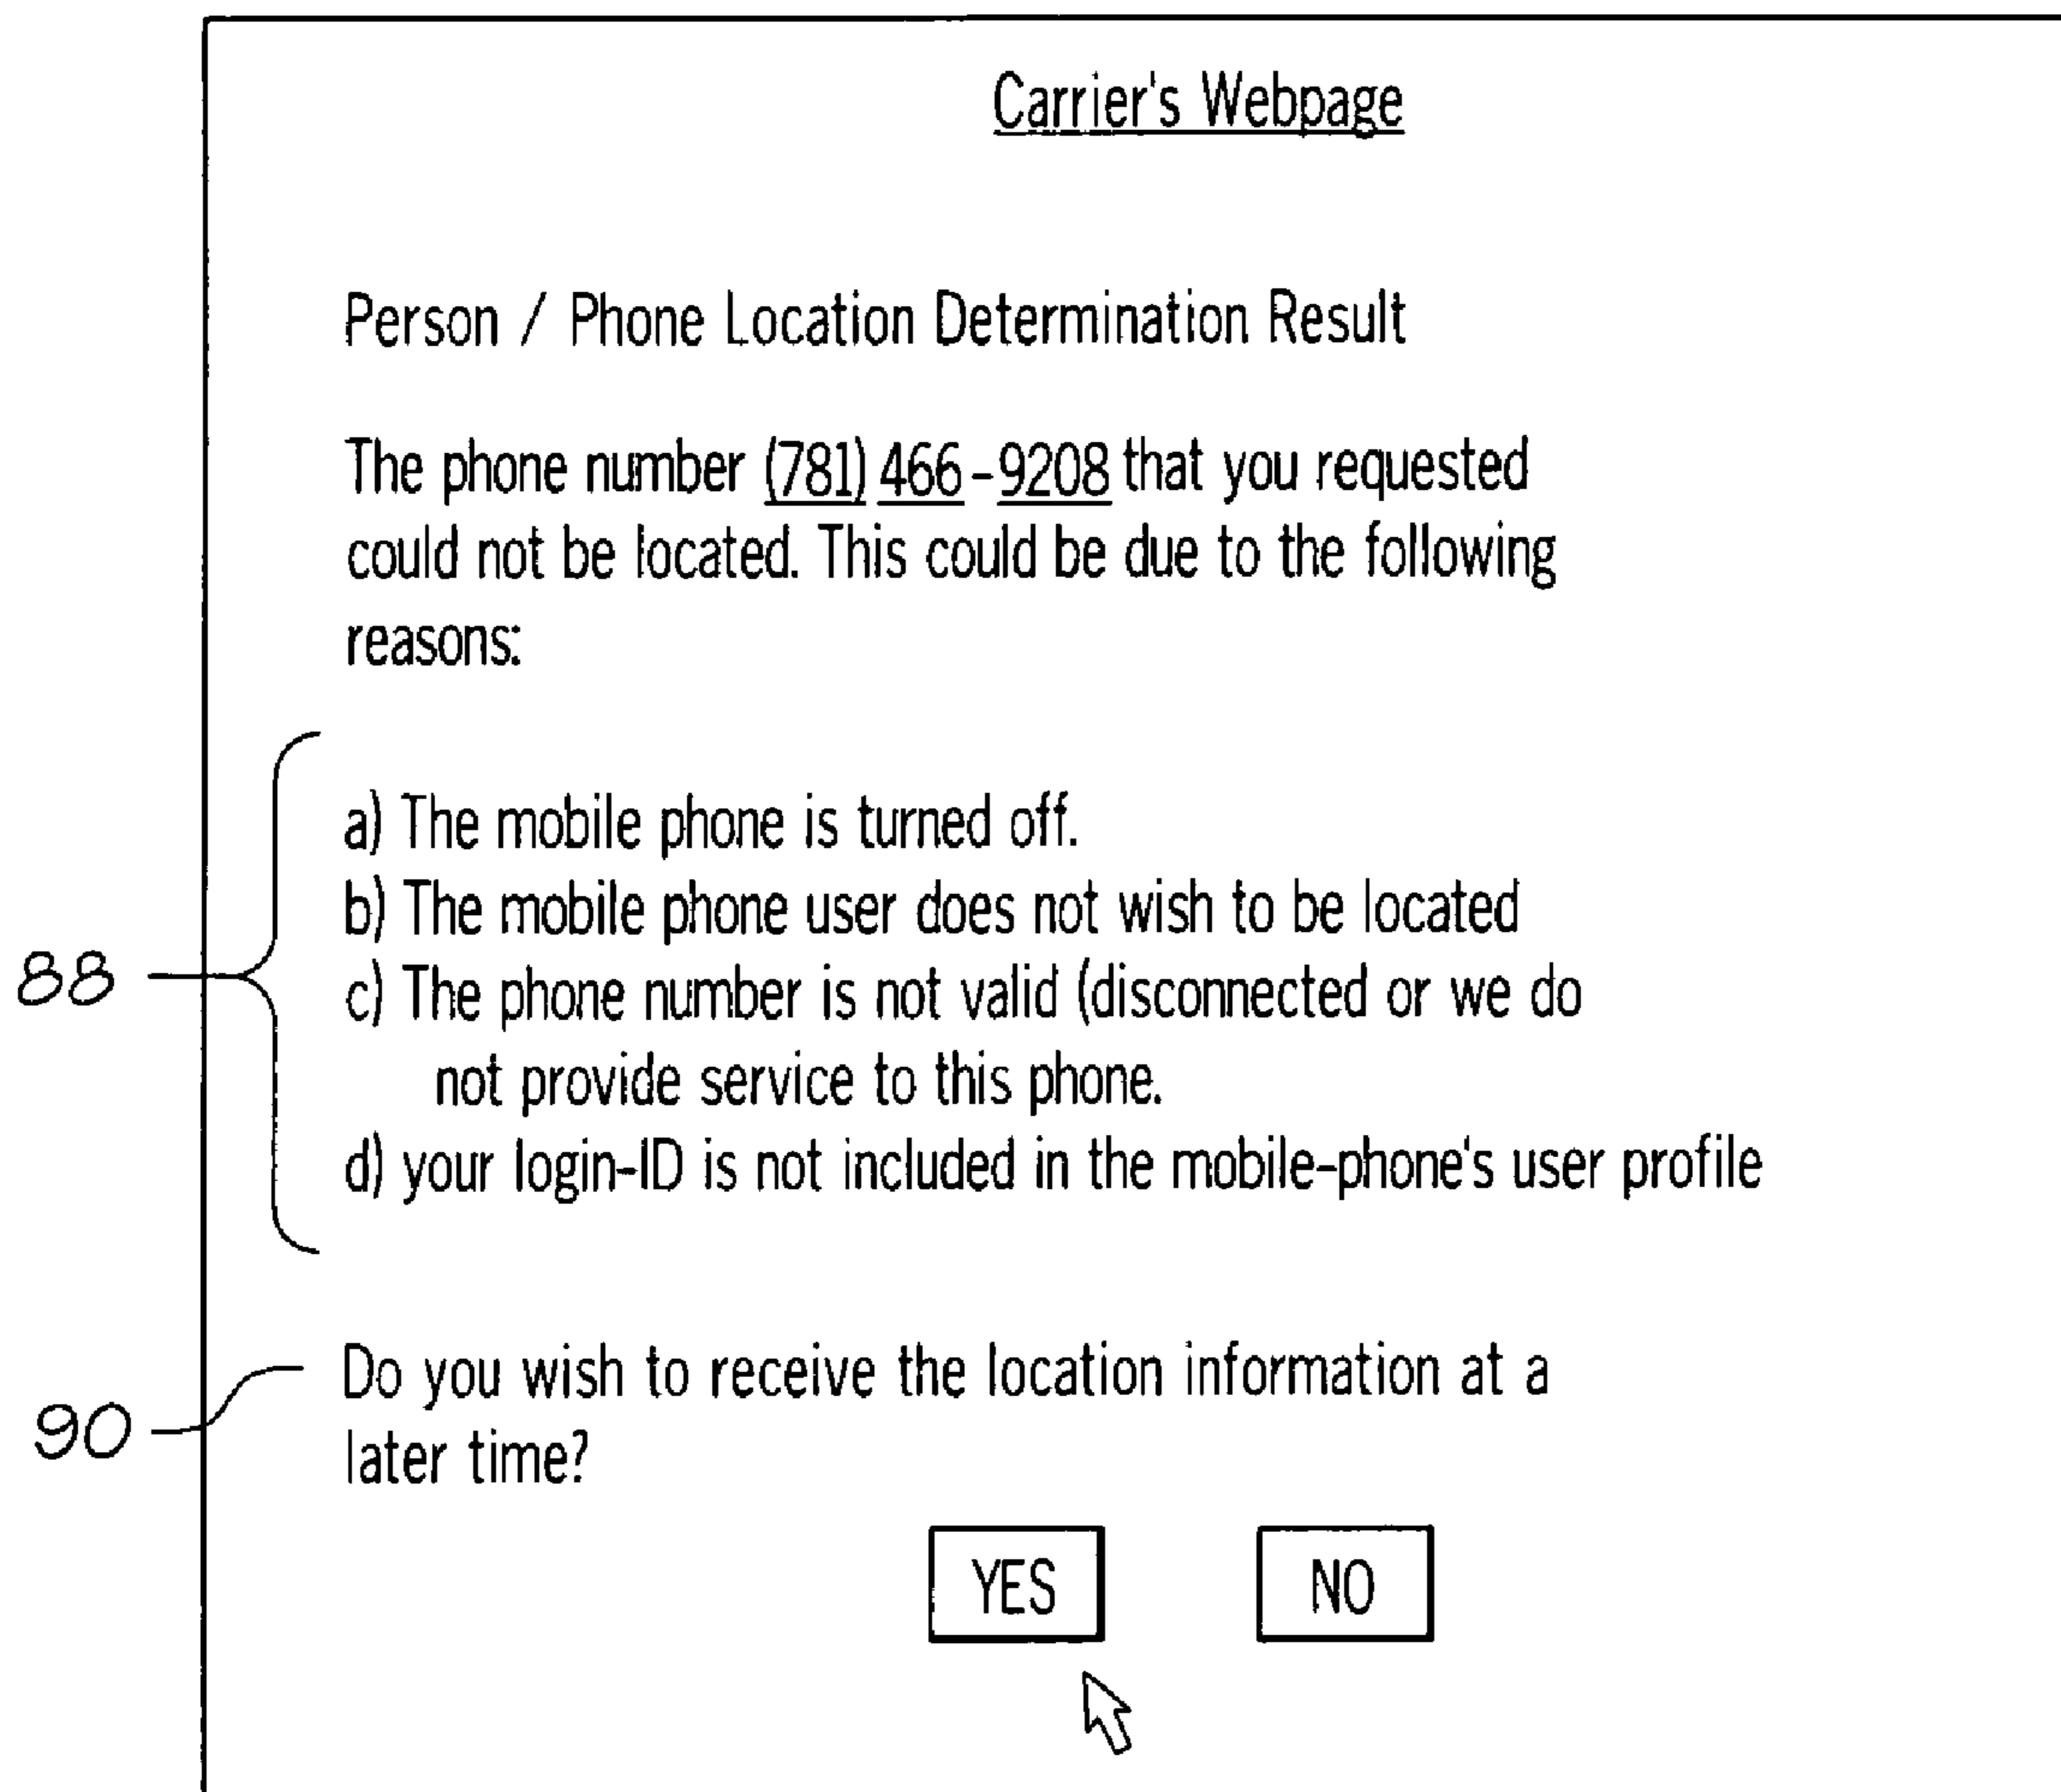 Carrier's Webpage
Person / Phone Location Determination Result
The phone number (781) 466-9208 that you requested
could not be located. This could be due to the following
reasons:
a) The mobile phone is turned off.
b) The mobile phone user does not wish to be located
c) The phone number is not valid (disconnected or we do
not provide service to this phone.
d) your login-ID is not included in the mobile-phone's user profile
88
Do you wish to receive the location information at a
later time?
90
YES NO